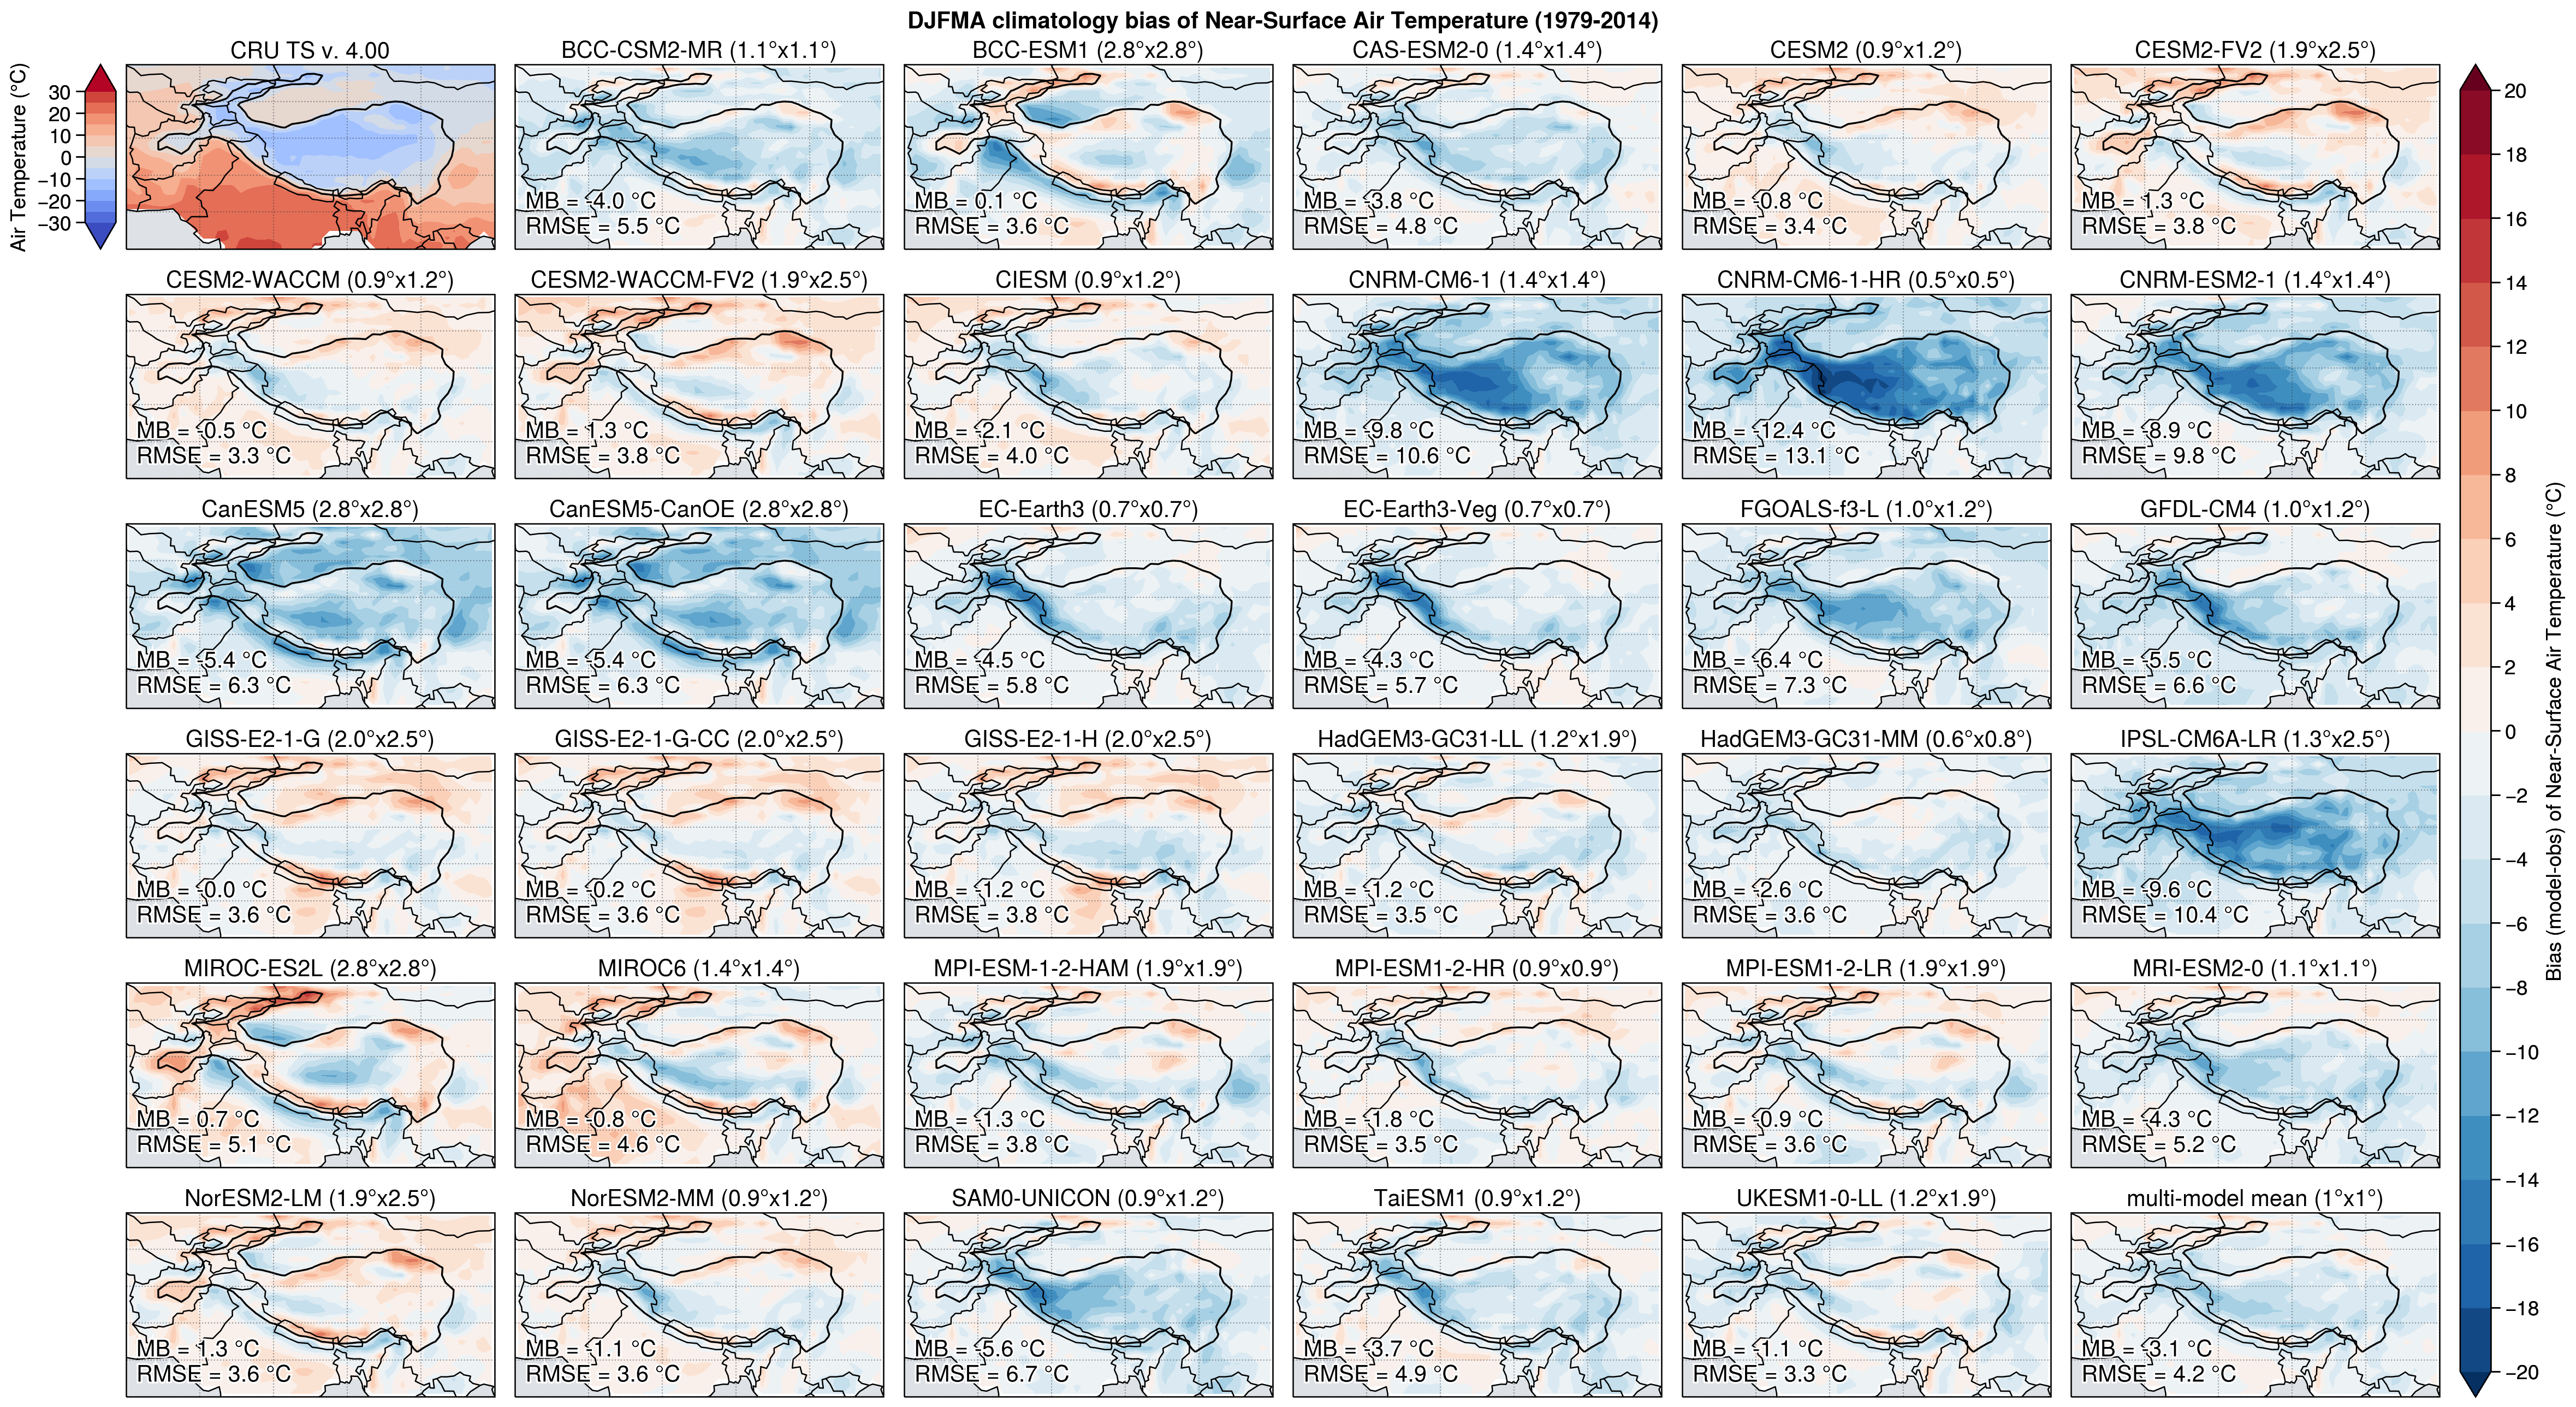 DJFMA climatology bias of Near-Surface Air Temperature (1979-2014)
CRU TS v. 4.00
Air Temperature (°C)
30
20
10
0
−10
−20
−30
BCC-CSM2-MR (1.1°x1.1°)
MB = -4.0 °C
RMSE = 5.5 °C
BCC-ESM1 (2.8°x2.8°)
MB = 0.1 °C
RMSE = 3.6 °C
CAS-ESM2-0 (1.4°x1.4°)
MB = -3.8 °C
RMSE = 4.8 °C
CESM2 (0.9°x1.2°)
MB = -0.8 °C
RMSE = 3.4 °C
CESM2-FV2 (1.9°x2.5°)
MB = 1.3 °C
RMSE = 3.8 °C
CESM2-WACCM (0.9°x1.2°)
MB = -0.5 °C
RMSE = 3.3 °C
CESM2-WACCM-FV2 (1.9°x2.5°)
MB = 1.3 °C
RMSE = 3.8 °C
CIESM (0.9°x1.2°)
MB = -2.1 °C
RMSE = 4.0 °C
CNRM-CM6-1 (1.4°x1.4°)
MB = -9.8 °C
RMSE = 10.6 °C
CNRM-CM6-1-HR (0.5°x0.5°)
MB = -12.4 °C
RMSE = 13.1 °C
CNRM-ESM2-1 (1.4°x1.4°)
MB = -8.9 °C
RMSE = 9.8 °C
CanESM5 (2.8°x2.8°)
MB = -5.4 °C
RMSE = 6.3 °C
CanESM5-CanOE (2.8°x2.8°)
MB = -5.4 °C
RMSE = 6.3 °C
EC-Earth3 (0.7°x0.7°)
MB = -4.5 °C
RMSE = 5.8 °C
EC-Earth3-Veg (0.7°x0.7°)
MB = -4.3 °C
RMSE = 5.7 °C
FGOALS-f3-L (1.0°x1.2°)
MB = -6.4 °C
RMSE = 7.3 °C
GFDL-CM4 (1.0°x1.2°)
MB = -5.5 °C
RMSE = 6.6 °C
GISS-E2-1-G (2.0°x2.5°)
MB = -0.0 °C
RMSE = 3.6 °C
GISS-E2-1-G-CC (2.0°x2.5°)
MB = -0.2 °C
RMSE = 3.6 °C
GISS-E2-1-H (2.0°x2.5°)
MB = -1.2 °C
RMSE = 3.8 °C
HadGEM3-GC31-LL (1.2°x1.9°)
MB = -1.2 °C
RMSE = 3.5 °C
HadGEM3-GC31-MM (0.6°x0.8°)
MB = -2.6 °C
RMSE = 3.6 °C
IPSL-CM6A-LR (1.3°x2.5°)
MB = -9.6 °C
RMSE = 10.4 °C
MIROC-ES2L (2.8°x2.8°)
MB = 0.7 °C
RMSE = 5.1 °C
MIROC6 (1.4°x1.4°)
MB = -0.8 °C
RMSE = 4.6 °C
MPI-ESM-1-2-HAM (1.9°x1.9°)
MB = -1.3 °C
RMSE = 3.8 °C
MPI-ESM1-2-HR (0.9°x0.9°)
MB = -1.8 °C
RMSE = 3.5 °C
MPI-ESM1-2-LR (1.9°x1.9°)
MB = -0.9 °C
RMSE = 3.6 °C
MRI-ESM2-0 (1.1°x1.1°)
MB = -4.3 °C
RMSE = 5.2 °C
NorESM2-LM (1.9°x2.5°)
MB = 1.3 °C
RMSE = 3.6 °C
NorESM2-MM (0.9°x1.2°)
MB = -1.1 °C
RMSE = 3.6 °C
SAM0-UNICON (0.9°x1.2°)
MB = -5.6 °C
RMSE = 6.7 °C
TaiESM1 (0.9°x1.2°)
MB = -3.7 °C
RMSE = 4.9 °C
UKESM1-0-LL (1.2°x1.9°)
MB = -1.1 °C
RMSE = 3.3 °C
multi-model mean (1°x1°)
MB = -3.1 °C
RMSE = 4.2 °C
20
18
16
14
12
10
8
6
4
2
0
−2
−4
−6
−8
−10
−12
−14
−16
−18
−20
Bias (model-obs) of Near-Surface Air Temperature (°C)